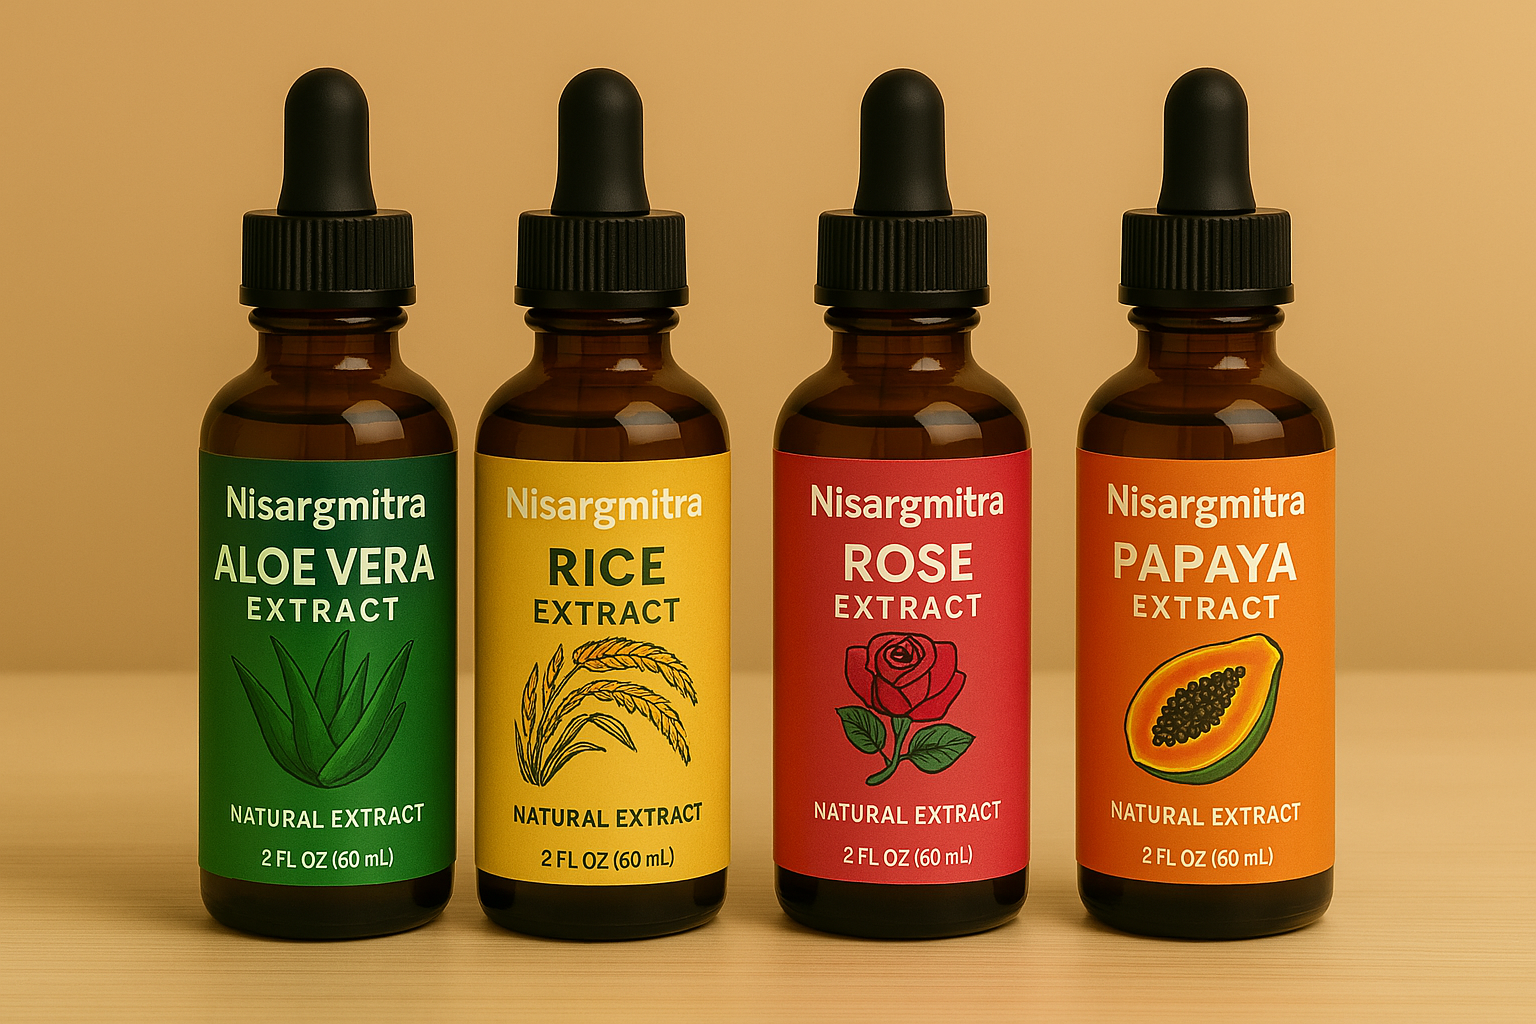 Nisargmitra
ALOE VERA
EXTRACT
NATURAL EXTRACT
2 FL OZ (60 mL)
Nisargmitra
RICE
EXTRACT
NATURAL EXTRACT
2 FL OZ (60 mL)
Nisargmitra
ROSE
EXTRACT
NATURAL EXTRACT
2 FL OZ (60 mL)
Nisargmitra
PAPAYA
EXTRACT
NATURAL EXTRACT
2 FL OZ (60 mL)